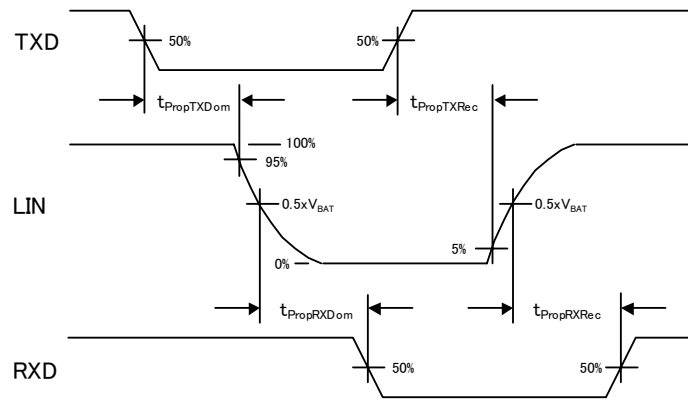 TXD
50%
50%
tPropTXDom
tPropTXRec
100%
95%
LIN
0.5xVBAT
0.5xVBAT
5%
0%
tPropRXDom
tPropRXRec
RXD
50%
50%